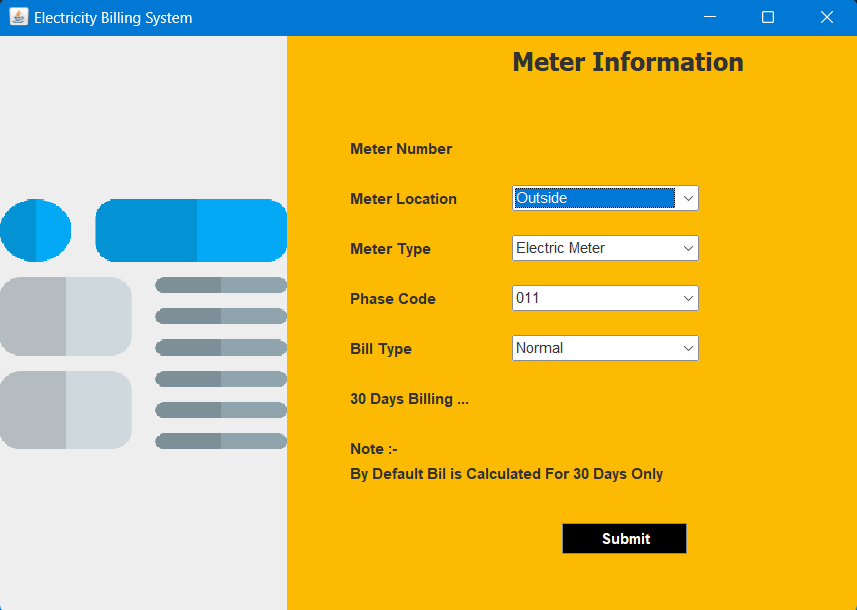 Electricity Billing System
Meter Information
Meter Number
Meter Location Outside
Meter Type Electric Meter
Phase Code 011
Bill Type Normal
30 Days Billing ...
Note :-
By Default Bil is Calculated For 30 Days Only
Submit